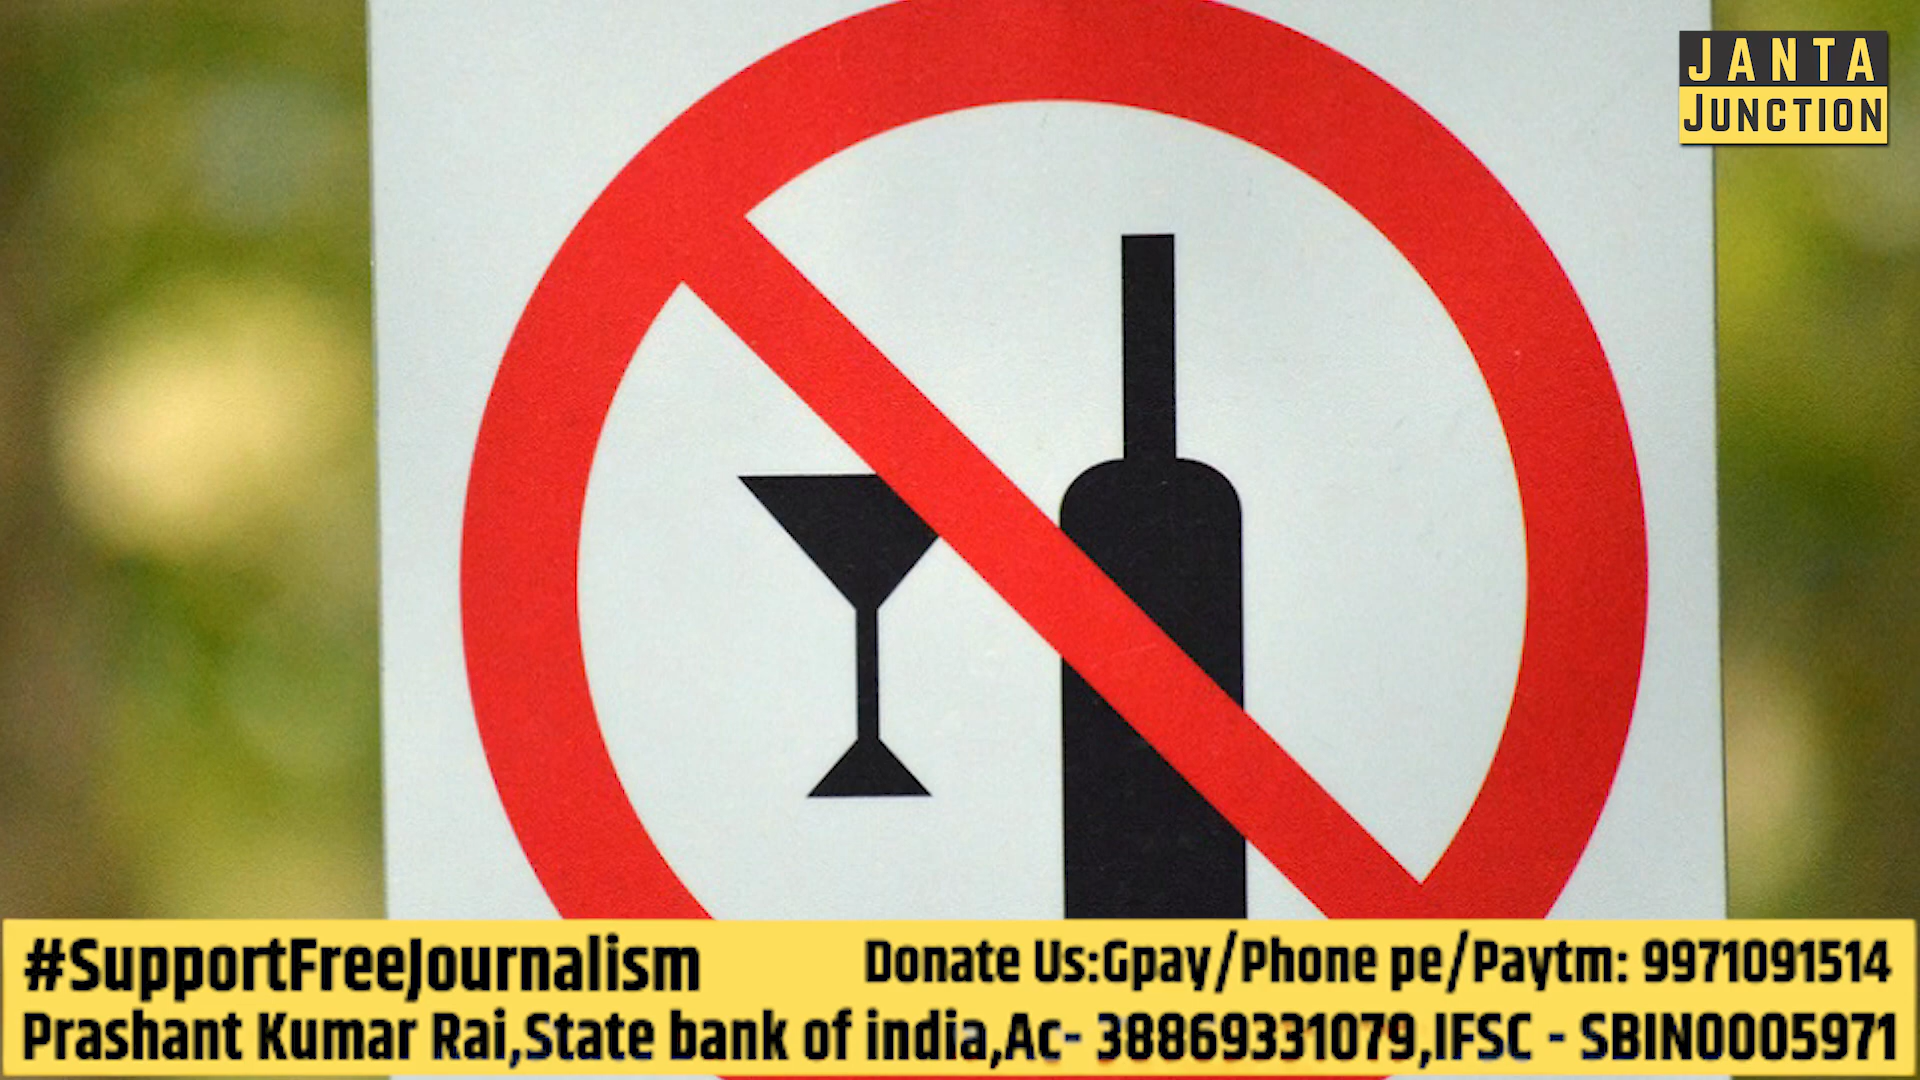 JANTA
JUNCTION
#SupportFreeJournalism
Donate Us:Gpay/Phone pe/Paytm: 9971091514
Prashant Kumar Rai,State bank of india,Ac- 38869331079,IFSC - SBIN0005971